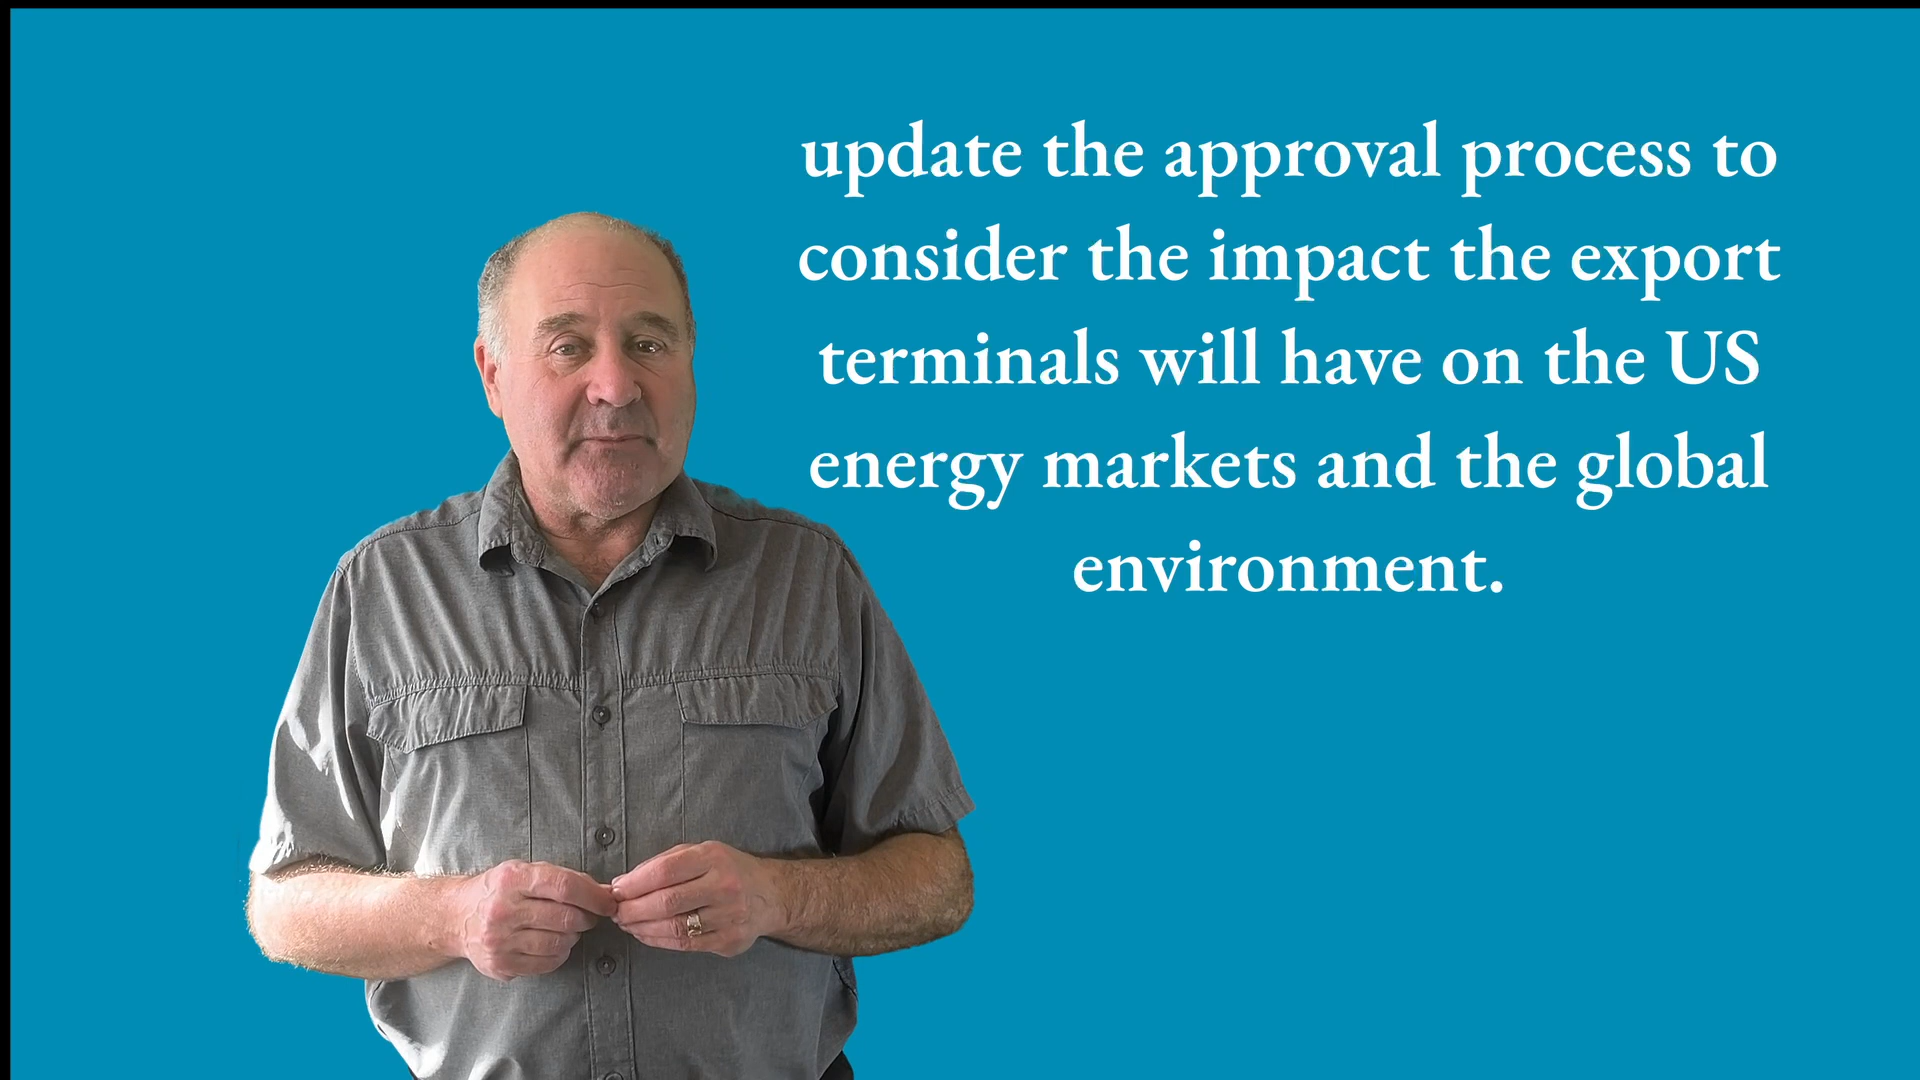 update the approval process to
consider the impact the export
terminals will have on the US
energy markets and the global
environment.